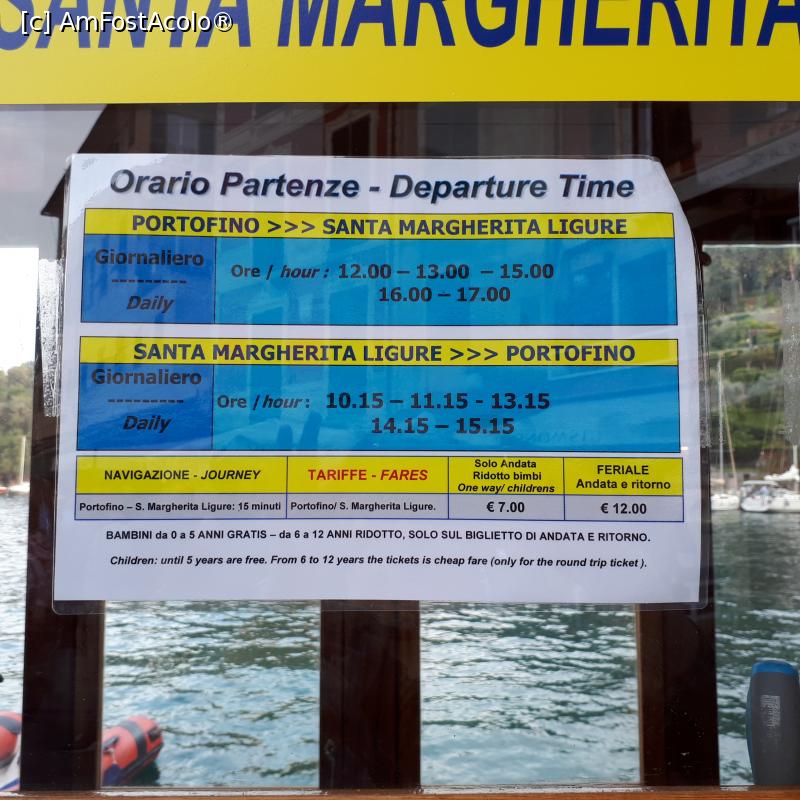 [c] AmFostAcolo®
SANTA MARGHERITA
Orario Partenze - Departure Time
PORTOFINO >>> SANTA MARGHERITA LIGURE
Giornaliero
----------
Daily
Ore / hour : 12.00 – 13.00 – 15.00
16.00 – 17.00
SANTA MARGHERITA LIGURE >>> PORTOFINO
Giornaliero
---------
Daily
Ore / hour : 10.15 – 11.15 - 13.15
14.15 – 15.15
NAVIGAZIONE - JOURNEY
TARIFFE - FARES
Solo Andata
Ridotto bimbi
One way/ childrens
FERIALE
Andata e ritorno
Portofino – S. Margherita Ligure: 15 minuti
Portofino/ S. Margherita Ligure.
€ 7.00
€ 12.00
BAMBINI da 0 a 5 ANNI GRATIS – da 6 a 12 ANNI RIDOTTO, SOLO SUL BIGLIETTO DI ANDATA E RITORNO.
Children: until 5 years are free. From 6 to 12 years the tickets is cheap fare (only for the round trip ticket ).